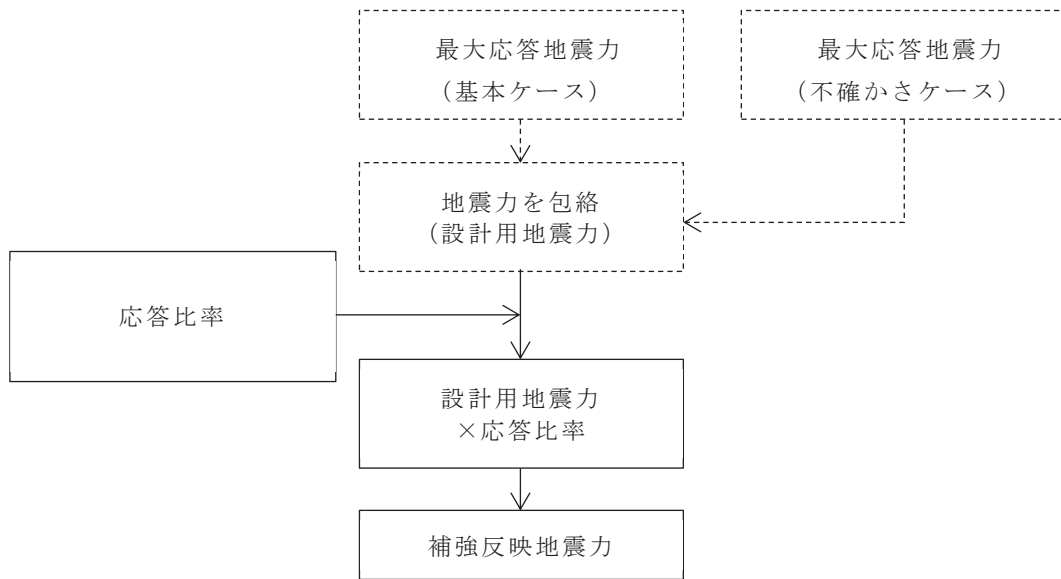 最大応答地震力
（基本ケース）
最大応答地震力
（不確かさケース）
地震力を包絡
（設計用地震力）
応答比率
設計用地震力
×応答比率
補強反映地震力